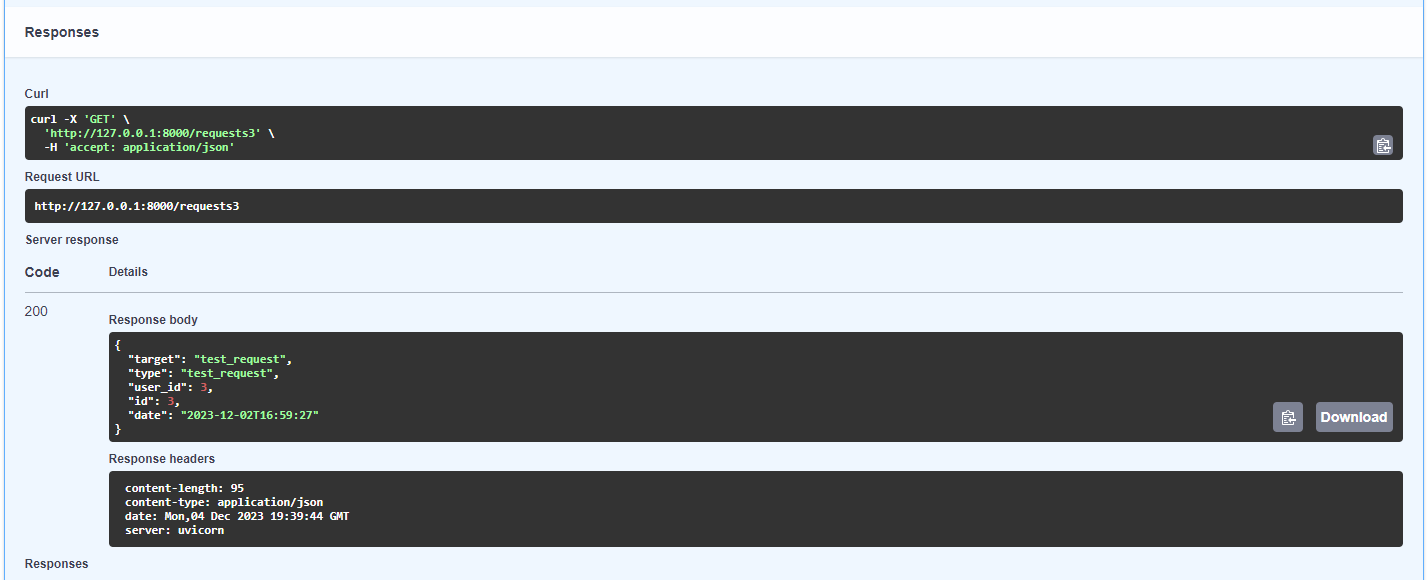 Responses
Curl
curl -X 'GET' \
  'http://127.0.0.1:8000/requests3' \
  -H 'accept: application/json'
Request URL
http://127.0.0.1:8000/requests3
Server response
Code Details
200
Response body
{
  "target": "test_request",
  "type": "test_request",
  "user_id": 3,
  "id": 3,
  "date": "2023-12-02T16:59:27"
}
Download
Response headers
content-length: 95
content-type: application/json
date: Mon,04 Dec 2023 19:39:44 GMT
server: uvicorn
Responses